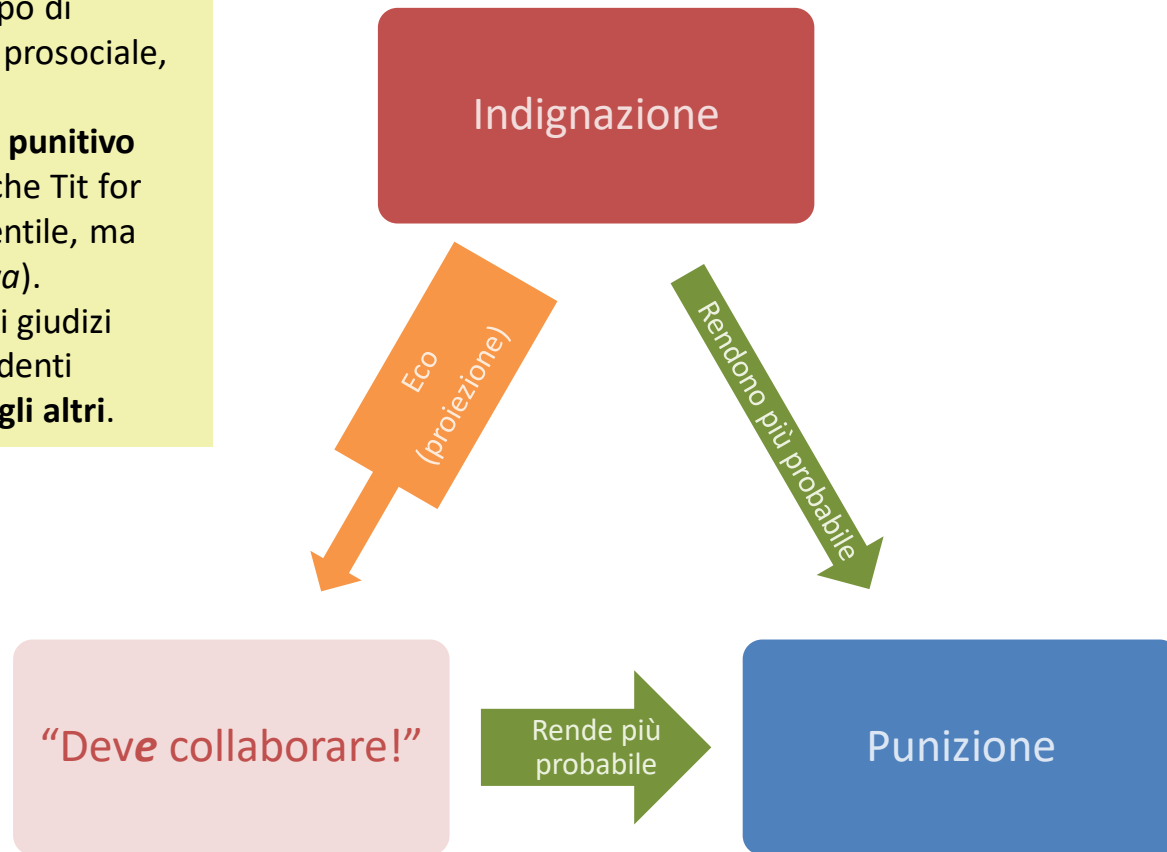 po di
prosociale,
punitivo
che Tit for
entile, ma
va).
i giudizi
denti
gli altri.
Indignazione
Eco
(proiezione)
Rendono più probabile
“Deve collaborare!”
Rende più
probabile
Punizione